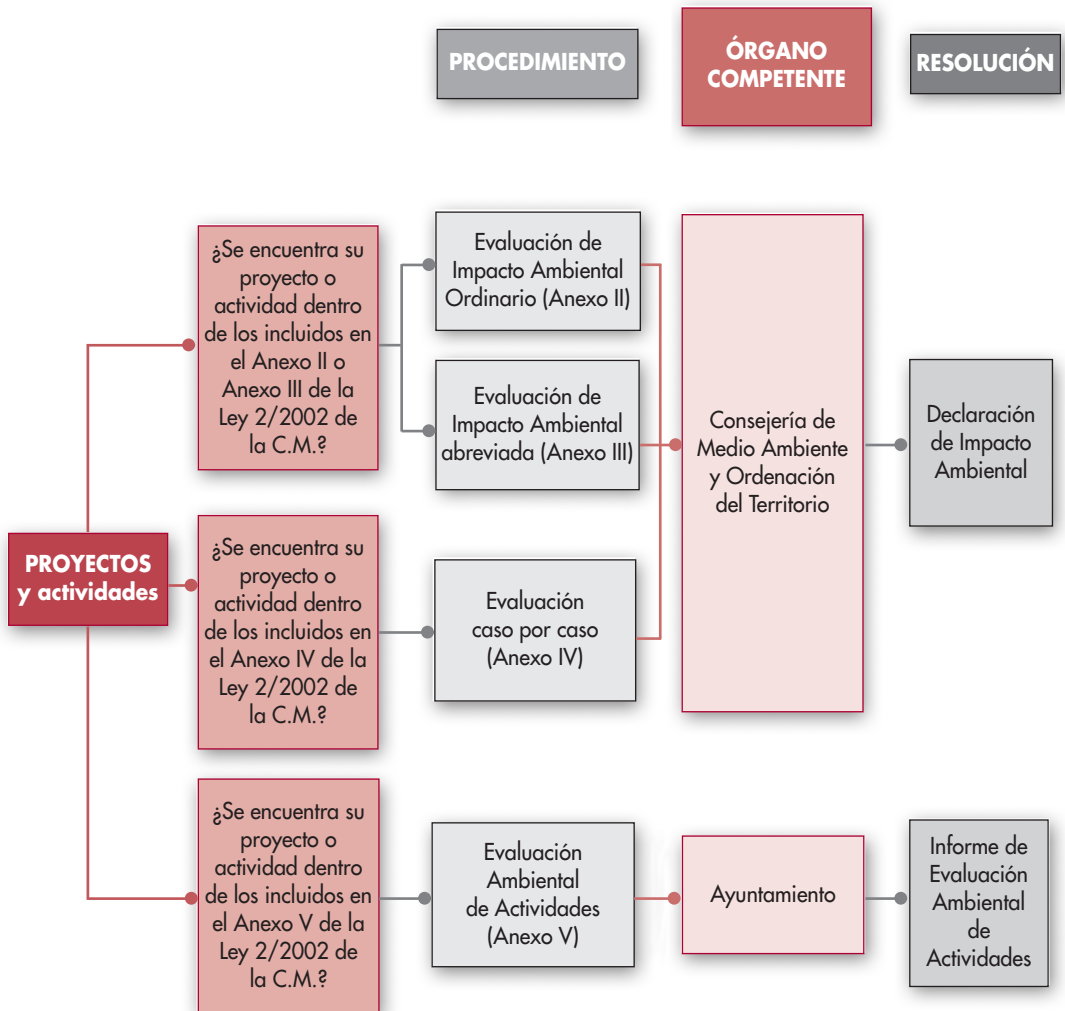 PROCEDIMIENTO
ÓRGANO
COMPETENTE
RESOLUCIÓN
¿Se encuentra su
proyecto o
actividad dentro
de los incluidos en
el Anexo II o
Anexo III de la
Ley 2/2002 de
la C.M.?
Evaluación de
Impacto Ambiental
Ordinario (Anexo II)
Evaluación de
Impacto Ambiental
abreviada (Anexo III)
Consejería de
Medio Ambiente
y Ordenación
del Territorio
Declaración
de Impacto
Ambiental
PROYECTOS
y actividades
¿Se encuentra su
proyecto o
actividad dentro
de los incluidos en
el Anexo IV de la
Ley 2/2002 de
la C.M.?
Evaluación
caso por caso
(Anexo IV)
¿Se encuentra su
proyecto o
actividad dentro
de los incluidos en
el Anexo V de la
Ley 2/2002 de
la C.M.?
Evaluación
Ambiental
de Actividades
(Anexo V)
Ayuntamiento
Informe de
Evaluación
Ambiental
de
Actividades